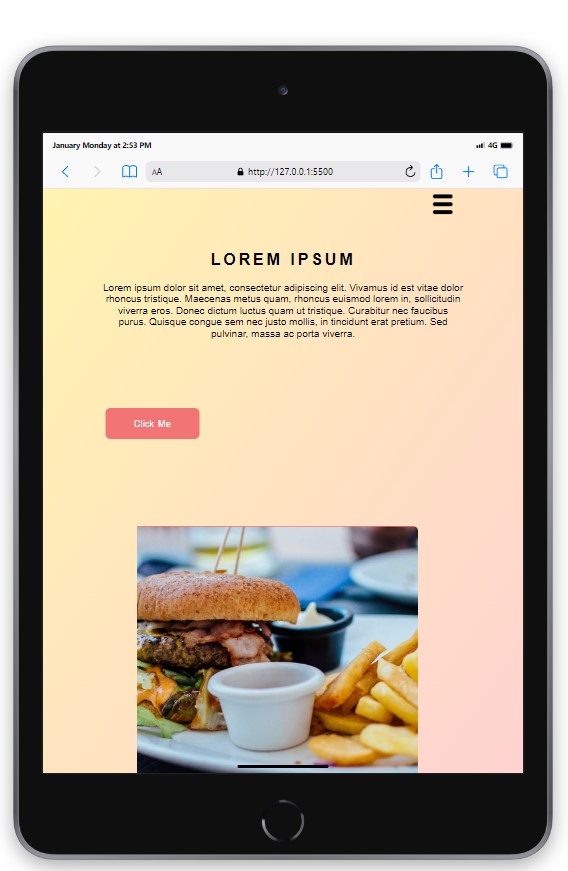 January Monday at 2:53 PM
4G
AA
http://127.0.0.1:5500
LOREM IPSUM
Lorem ipsum dolor sit amet, consectetur adipiscing elit. Vivamus id est vitae dolor
rhoncus tristique. Maecenas metus quam, rhoncus euismod lorem in, sollicitudin
viverra eros. Donec dictum luctus quam ut tristique. Curabitur nec faucibus
purus. Quisque congue sem nec justo mollis, in tincidunt erat pretium. Sed
pulvinar, massa ac porta viverra.
Click Me